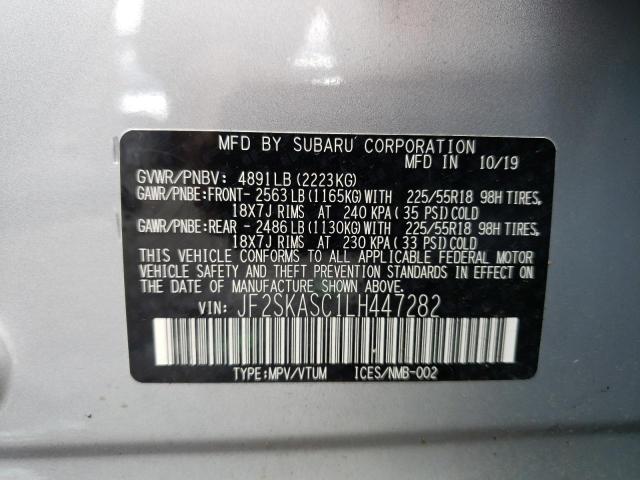 MFD BY SUBARU CORPORATION
MFD IN 10/19
GVWR/PNBV: 4891LB (2223KG)
GAWR/PNBE:FRONT- 2563LB (1165KG) WITH 225/55R18 98H TIRES,
18X7J RIMS AT 240 KPA (35 PSI) COLD
GAWR/PNBE:REAR - 2486LB (1130KG) WITH 225/55R18 98H TIRES,
18X7J RIMS AT 230 KPA (33 PSI) COLD
THIS VEHICLE CONFORMS TO ALL APPLICABLE FEDERAL MOTOR
VEHICLE SAFETY AND THEFT PREVENTION STANDARDS IN EFFECT ON
THE DATE OF MANUFACTURE SHOWN ABOVE.
VIN: JF2SKASC1LH447282
TYPE:MPV/VTUM ICES/NMB-002